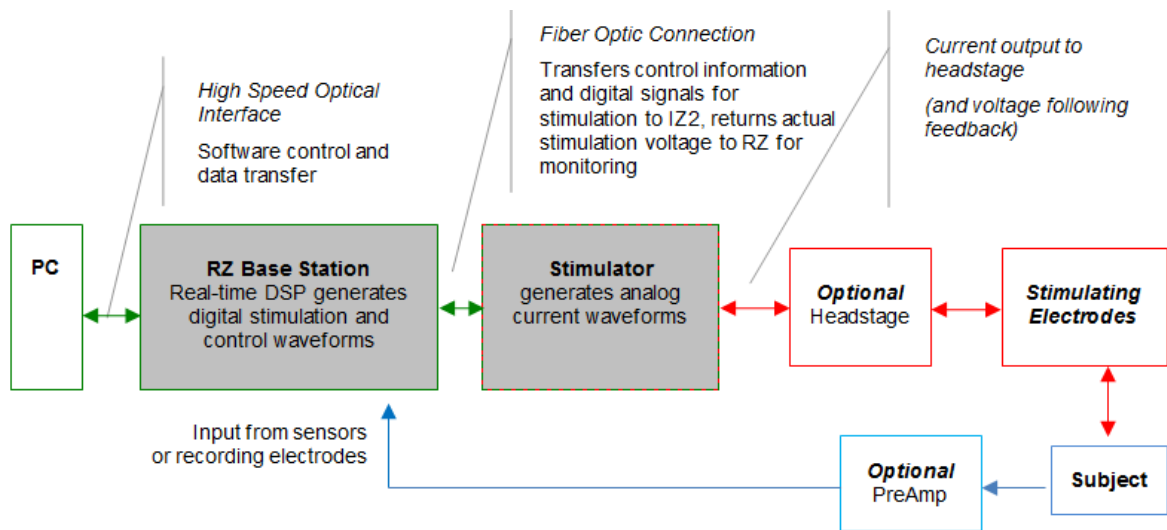 High Speed Optical
Interface
Software control and
data transfer
Fiber Optic Connection
Transfers control information
and digital signals for
stimulation to IZ2, returns actual
stimulation voltage to RZ for
monitoring
Current output to
headstage
(and voltage following
feedback)
PC
RZ Base Station
Real-time DSP generates
digital stimulation and
control waveforms
Stimulator
generates analog
current waveforms
Optional
Headstage
Stimulating
Electrodes
Input from sensors
or recording electrodes
Optional
PreAmp
Subject